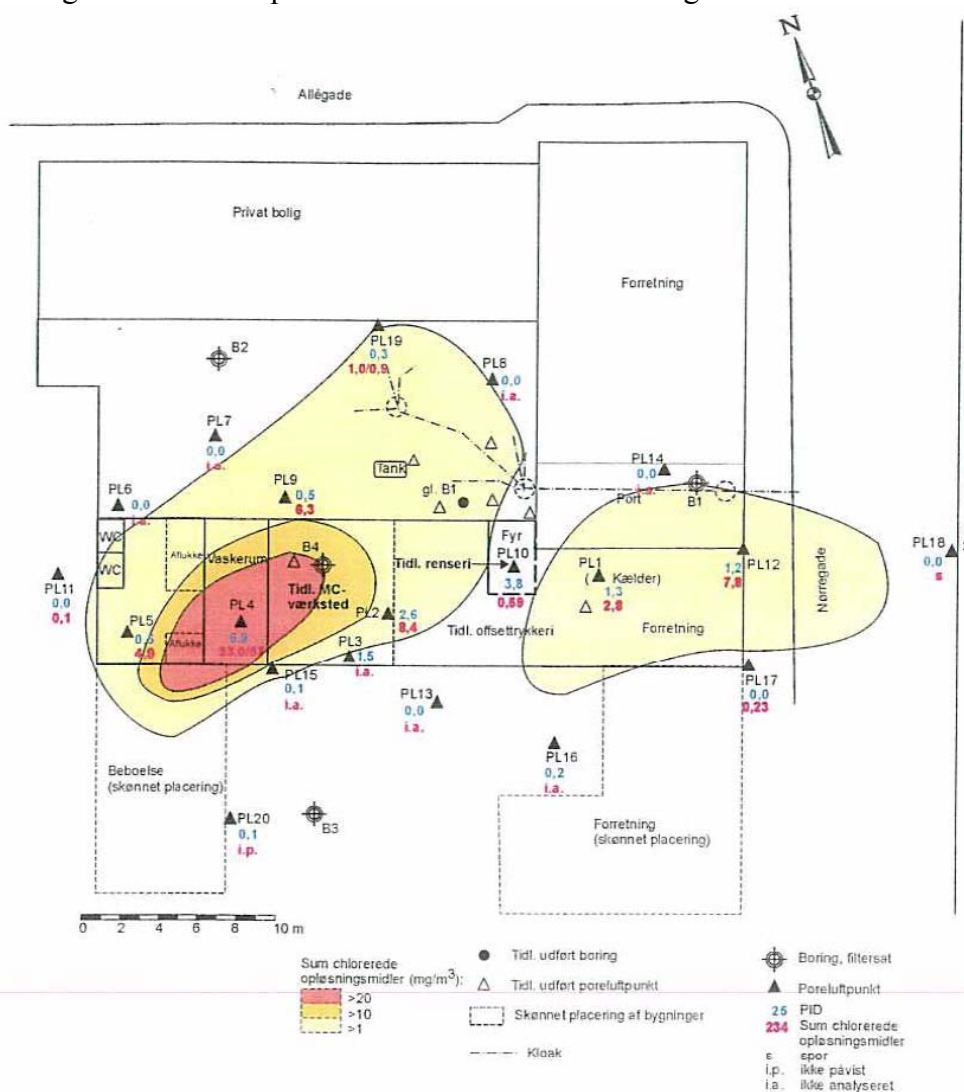 N
Allégade
Privat bolig
Forretning
B2
PL19
0,3
1,0/0,9
PL8
0,0
i.a.
PL7
0,0
i.a.
PL14
0,0
i.a.
Tank
gl. B1
Port
B1
PL6
0,0
i.a.
PL9
0,5
6,3
WC
WC
Afluk
Vaskerum
B4
Tidl. MC-
værksted
Tidl. renseri
Fyr
PL10
3,8
0,59
PL1
Kælder)
1,3
2,8
PL12
1,2
7,8
Nørregade
PL18
0,0
s
PL11
0,0
0,1
PL5
4,9
Aflukke
PL4
PL2
2,6
8,4
Tidl. offsettrykkeri
Forretning
PL3
1,5
i.a.
PL15
0,1
i.a.
PL13
0,0
i.a.
PL17
0,0
0,23
PL16
0,2
i.a.
Beboelse
(skønnet placering)
PL20
0,1
i.p.
B3
Forretning
(skønnet placering)
0 2 4 6 8 10 m
Sum chlorerede
opløsningsmidler (mg/m³):
>20
>10
>1
Tidl. udført boring
Tidl. udført poreluftpunkt
Skønnet placering af bygninger
Kloak
Boring, filtersat
Poreluftpunkt
25 PID
234 Sum chlorerede
opløsningsmidler
s spor
i.p. ikke påvist
i.a. ikke analyseret